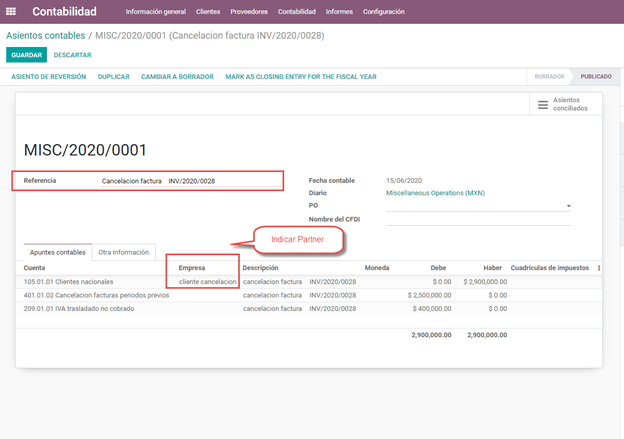 Contabilidad Información general Clientes Proveedores Contabilidad Informes Configuración
Asientos contables / MISC/2020/0001 (Cancelacion factura INV/2020/0028)
GUARDAR DESCARTAR
ASIENTO DE REVERSIÓN DUPLICAR CAMBIAR A BORRADOR MARK AS CLOSING ENTRY FOR THE FISCAL YEAR BORRADOR PUBLICADO
Asientos
conciliados
MISC/2020/0001
Referencia Cancelacion factura INV/2020/0028 Fecha contable 15/06/2020
Diario Miscellaneous Operations (MXN)
PO
Nombre del CFDI
Indicar Partner
Apuntes contables Otra Información
Cuenta Empresa Descripción Moneda Debe Haber Cuadrículas de impuestos
105.01.01 Clientes nacionales cliente cancelacion cancelacion factura INV/2020/0028 $ 0.00 $ 2,900,000.00
401.01.02 Cancelacion facturas periodos previos cancelacion factura INV/2020/0028 $ 2,500,000.00 $ 0.00
209.01.01 IVA trasladado no cobrado cancelacion factura INV/2020/0028 $ 400,000.00 $ 0.00
2,900,000.00 2,900,000.00